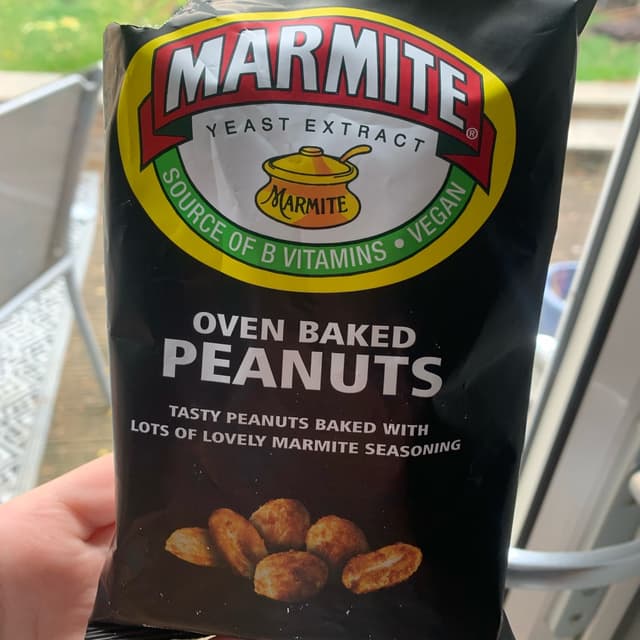 MARMITE®
YEAST EXTRACT
MARMITE
SOURCE OF B VITAMINS • VEGAN
OVEN BAKED
PEANUTS
TASTY PEANUTS BAKED WITH
LOTS OF LOVELY MARMITE SEASONING